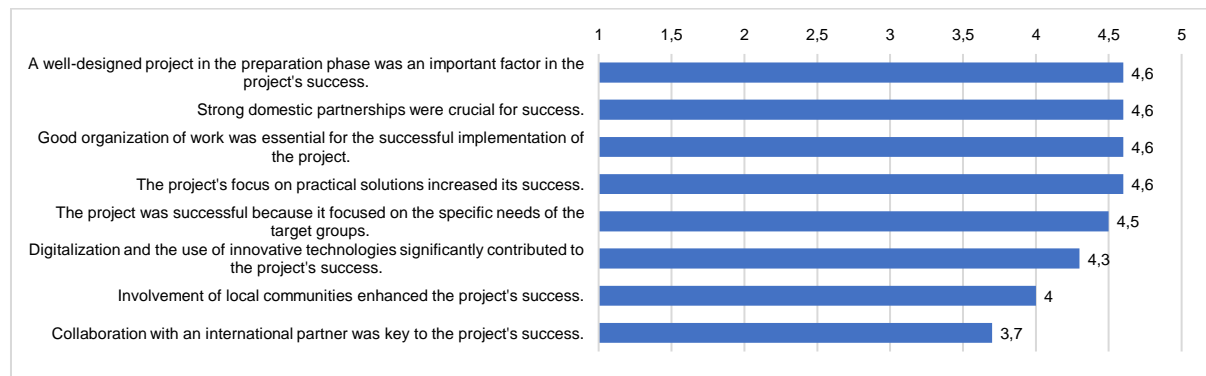 1 1,5 2 2,5 3 3,5 4 4,5 5
A well-designed project in the preparation phase was an important factor in the
project's success.
4,6
Strong domestic partnerships were crucial for success.
4,6
Good organization of work was essential for the successful implementation of
the project.
4,6
The project's focus on practical solutions increased its success.
4,6
The project was successful because it focused on the specific needs of the
target groups.
4,5
Digitalization and the use of innovative technologies significantly contributed to
the project's success.
4,3
Involvement of local communities enhanced the project's success.
4
Collaboration with an international partner was key to the project's success.
3,7